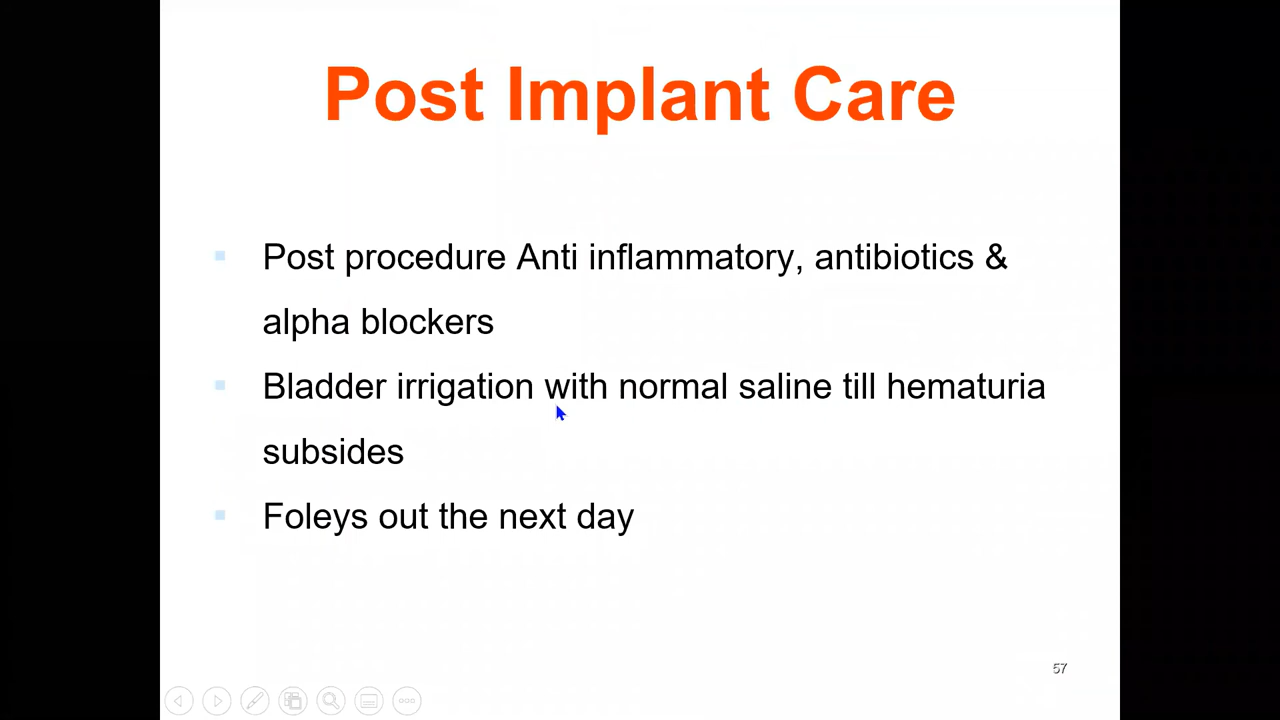 Post Implant Care
Post procedure Anti inflammatory, antibiotics &
alpha blockers
Bladder irrigation with normal saline till hematuria
subsides
Foleys out the next day
57